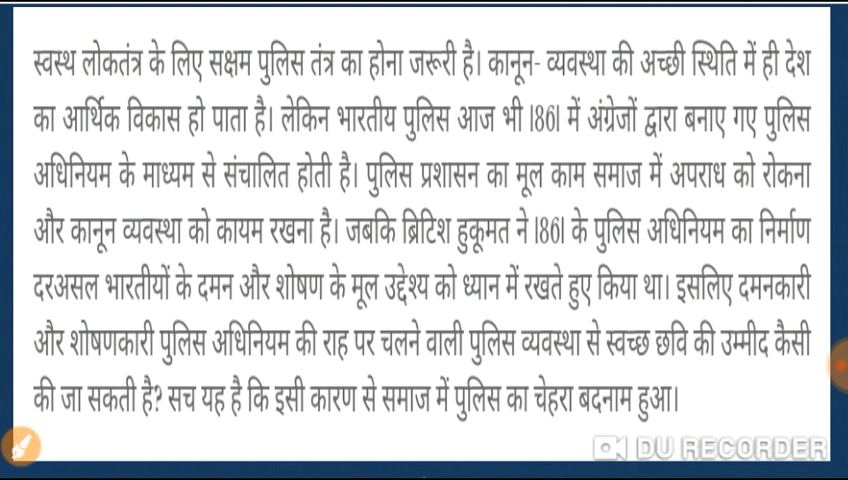 स्वस्थ लोकतंत्र के लिए सक्षम पुलिस तंत्र का होना जरूरी है। कानून- व्यवस्था की अच्छी स्थिति में ही देश
का आर्थिक विकास हो पाता है। लेकिन भारतीय पुलिस आज भी 1861 में अंग्रेजों द्वारा बनाए गए पुलिस
अधिनियम के माध्यम से संचालित होती है। पुलिस प्रशासन का मूल काम समाज में अपराध को रोकना
और कानून व्यवस्था को कायम रखना है। जबकि ब्रिटिश हुकूमत ने 1861 के पुलिस अधिनियम का निर्माण
दरअसल भारतीयों के दमन और शोषण के मूल उद्देश्य को ध्यान में रखते हुए किया था। इसलिए दमनकारी
और शोषणकारी पुलिस अधिनियम की राह पर चलने वाली पुलिस व्यवस्था से स्वच्छ छवि की उम्मीद कैसी
की जा सकती है? सच यह है कि इसी कारण से समाज में पुलिस का चेहरा बदनाम हुआ।
DU RECORDER